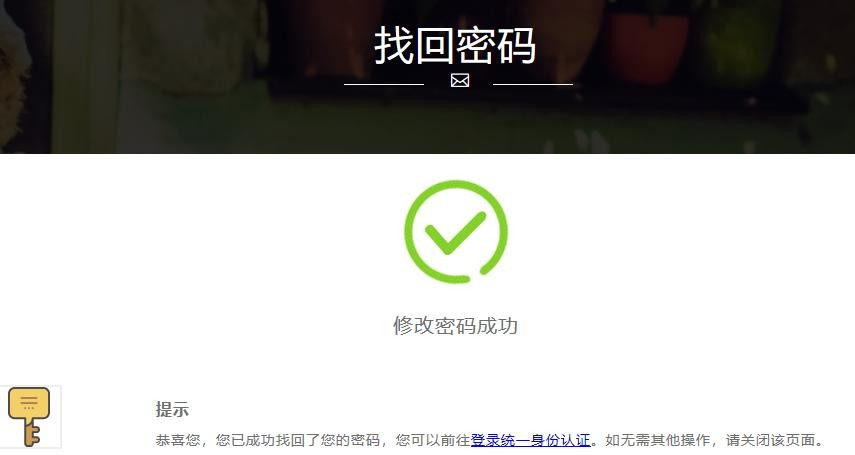 找回密码
修改密码成功
提示
恭喜您，您已成功找回了您的密码，您可以前往登录统一身份认证。如无需其他操作，请关闭该页面。